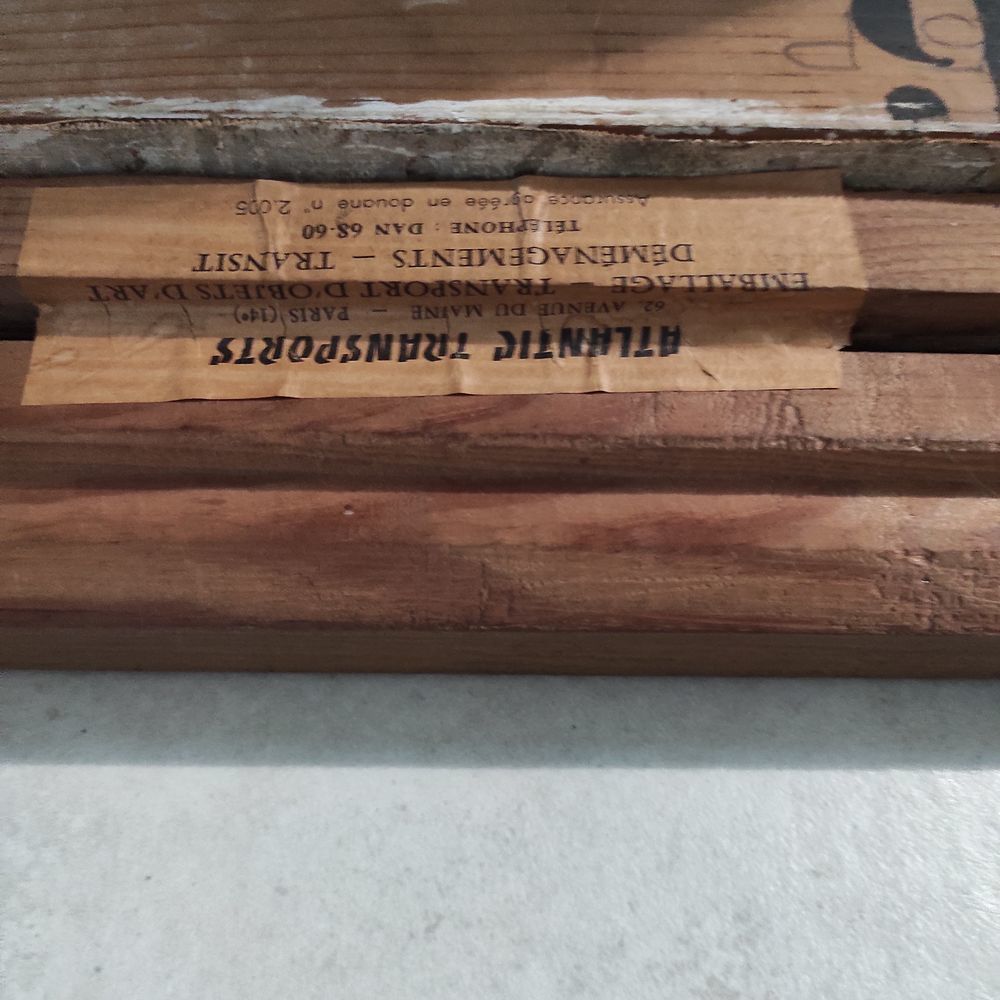 ATLANTIC TRANSPORTS
62 AVENUE DU MAINE — PARIS (14e)
EMBALLAGE — TRANSPORT D'OBJETS D'ART
DÉMÉNAGEMENTS — TRANSIT
TÉLÉPHONE : DAN 68-60
Assurance agréée en douane n° 2.005